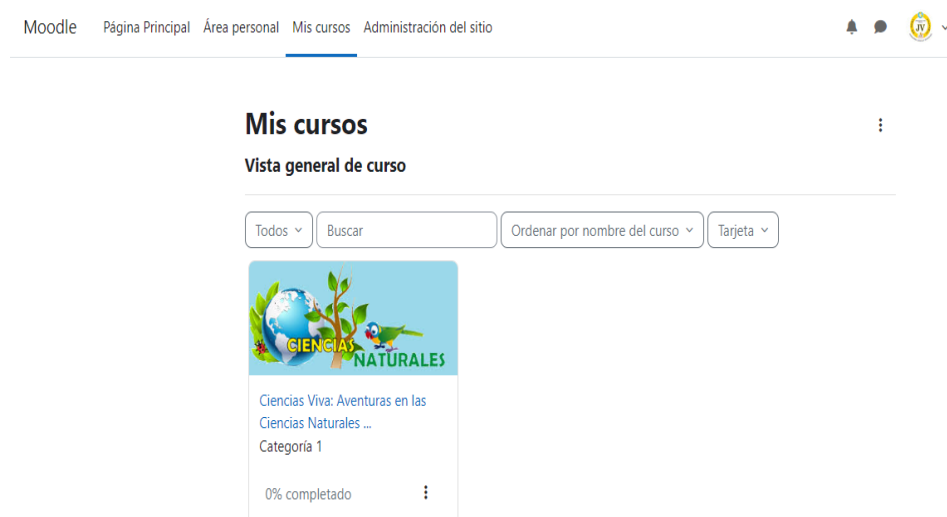 Moodle Página Principal Área personal Mis cursos Administración del sitio
JV
Mis cursos
Vista general de curso
Todos Buscar Ordenar por nombre del curso Tarjeta
CIENCIAS
NATURALES
Ciencias Viva: Aventuras en las
Ciencias Naturales ...
Categoría 1
0% completado